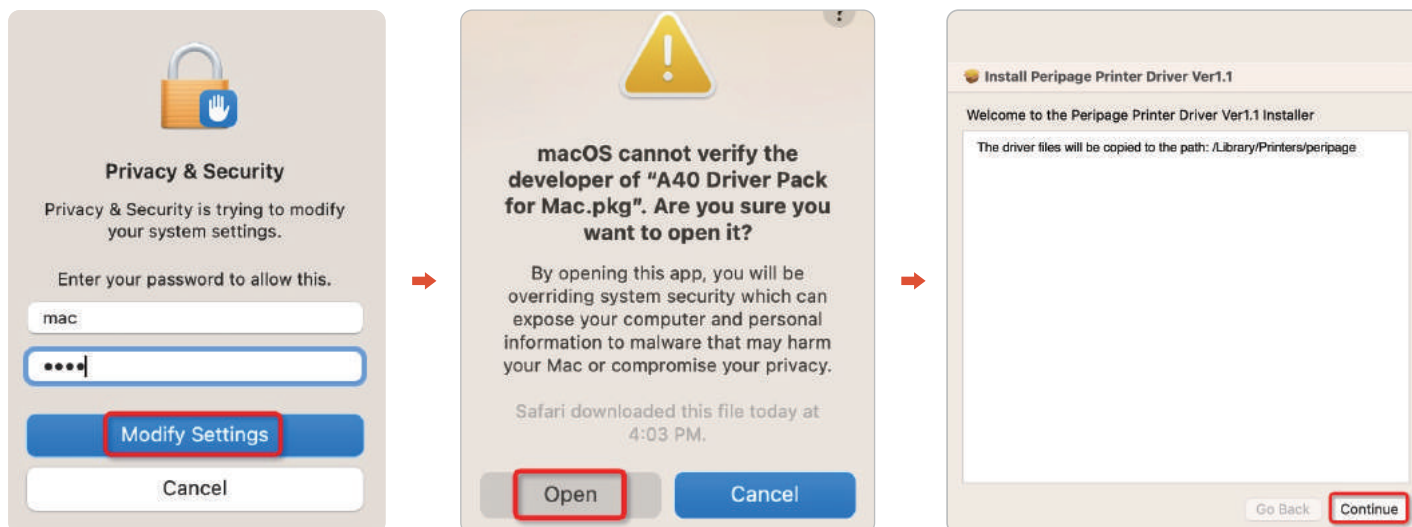 Privacy & Security
Privacy & Security is trying to modify
your system settings.
Enter your password to allow this.
mac
••••
Modify Settings
Cancel
?
macOS cannot verify the
developer of “A40 Driver Pack
for Mac.pkg”. Are you sure you
want to open it?
By opening this app, you will be
overriding system security which can
expose your computer and personal
information to malware that may harm
your Mac or compromise your privacy.
Safari downloaded this file today at
4:03 PM.
Open
Cancel
Install Peripage Printer Driver Ver1.1
Welcome to the Peripage Printer Driver Ver1.1 Installer
The driver files will be copied to the path: /Library/Printers/peripage
Go Back
Continue